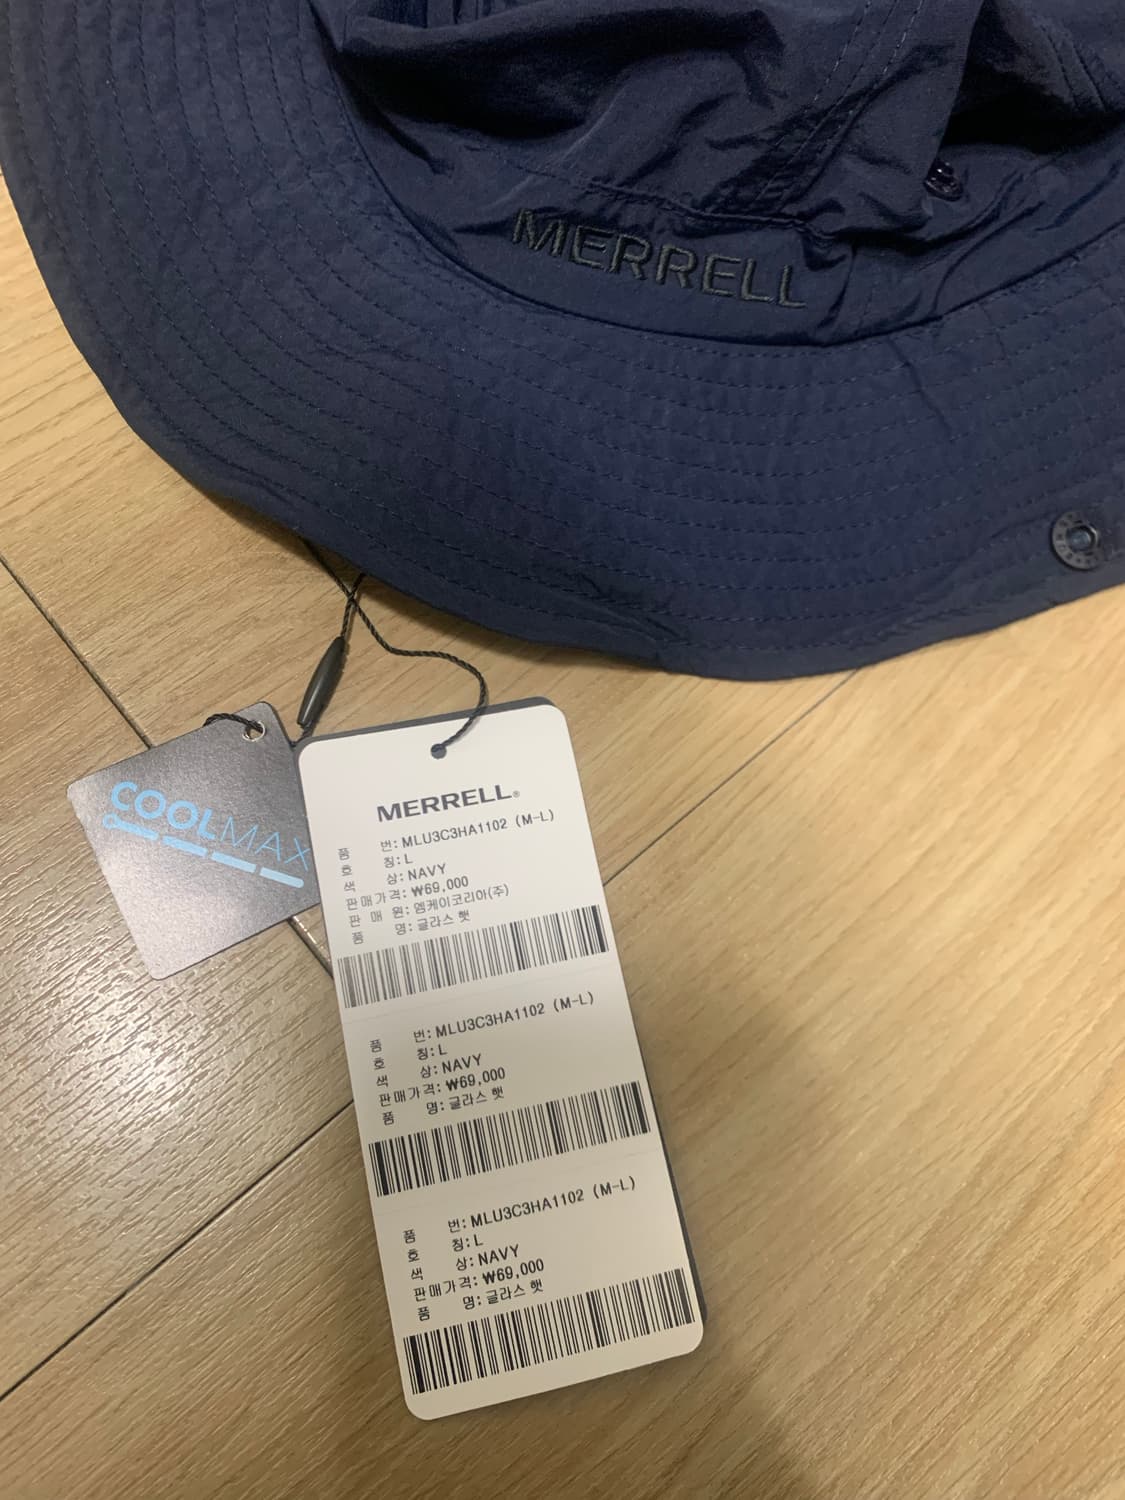 MERRELL
COOLMAX
MERRELL®
품 번: MLU3C3HA1102 (M-L)
호 칭: L
색 상: NAVY
판매가격: ₩69,000
판 매 원: 엠케이코리아(주)
품 명: 글라스 햇
품 번: MLU3C3HA1102 (M-L)
호 칭: L
색 상: NAVY
판매가격: ₩69,000
품 명: 글라스 햇
품 번: MLU3C3HA1102 (M-L)
호 칭: L
색 상: NAVY
판매가격: ₩69,000
품 명: 글라스 햇